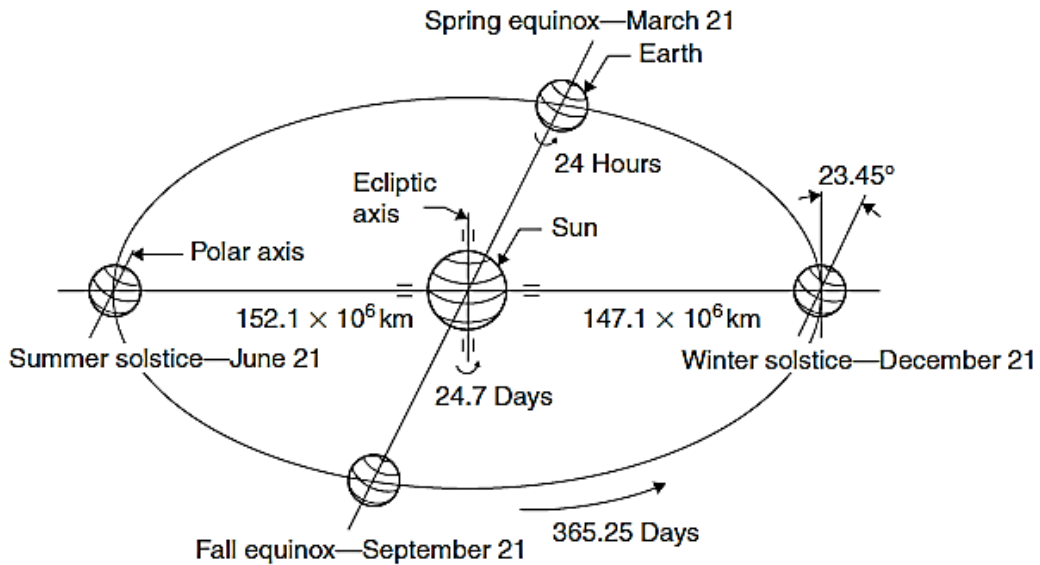 Spring equinox—March 21
Earth
24 Hours
23.45°
Ecliptic
axis
Sun
Polar axis
152.1 × 10⁶ km
147.1 × 10⁶ km
Summer solstice—June 21
Winter solstice—December 21
24.7 Days
365.25 Days
Fall equinox—September 21